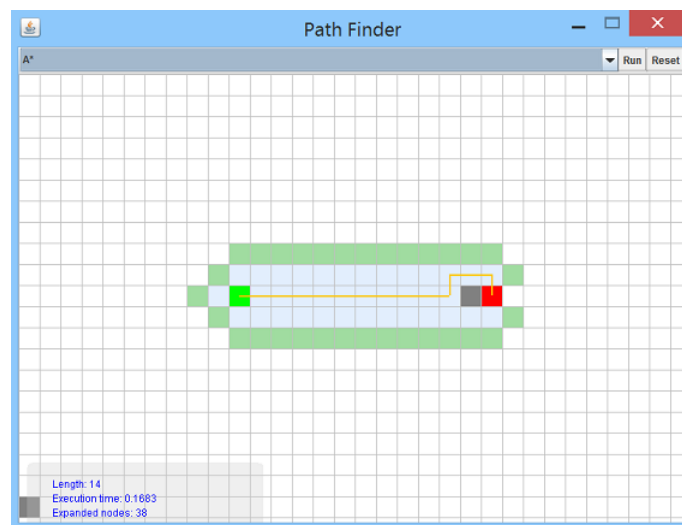 Path Finder
A*
Run Reset
Length: 14
Execution time: 0.1683
Expanded nodes: 38